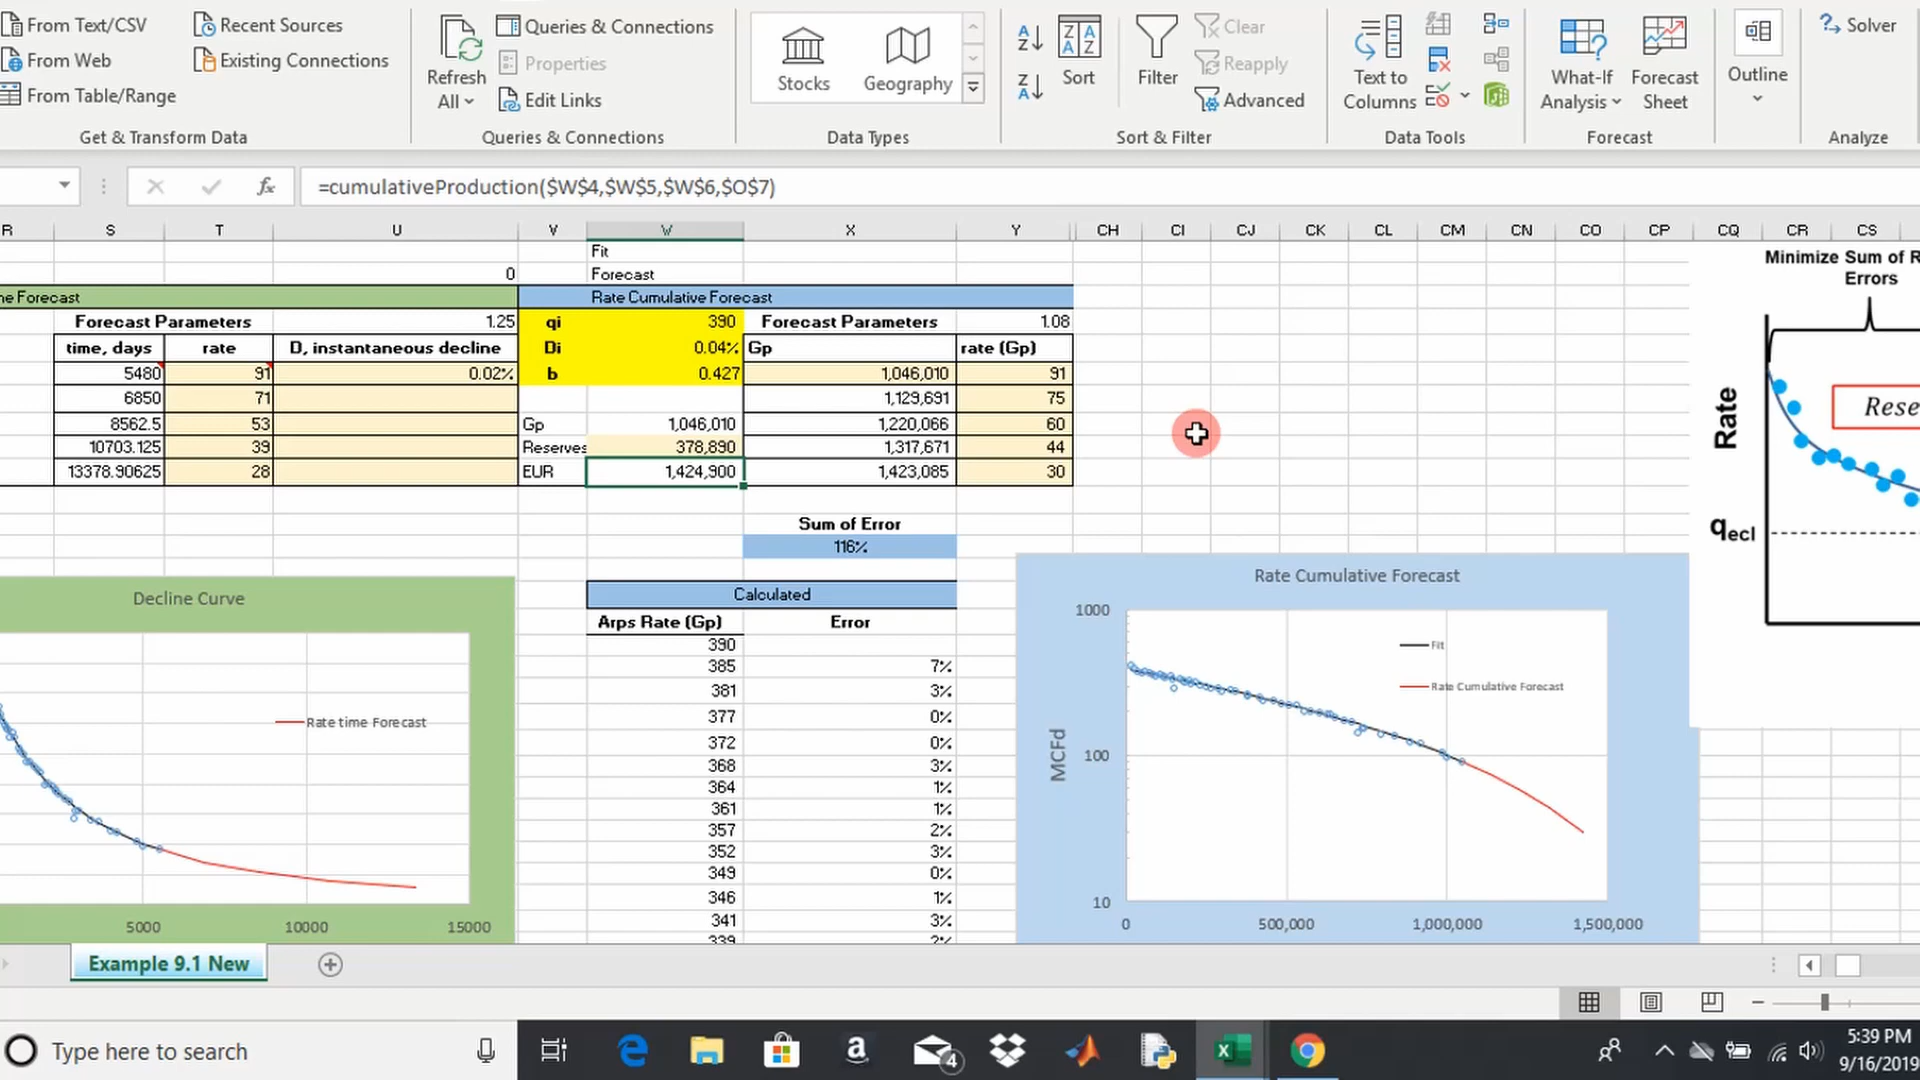 From Text/CSV
From Web
From Table/Range
Recent Sources
Existing Connections
Get & Transform Data
Refresh
All
Queries & Connections
Properties
Edit Links
Queries & Connections
Stocks
Geography
Data Types
Sort
Filter
Clear
Reapply
Advanced
Sort & Filter
Text to
Columns
Data Tools
What-If
Analysis
Forecast
Sheet
Forecast
Outline
Solver
Analyze
fx
=cumulativeProduction($W$4,$W$5,$W$6,$O$7)
R S T U V W X Y CH CI CJ CK CL CM CN CO CP CQ CR CS
Fit
0 Forecast
ne Forecast Rate Cumulative Forecast
Forecast Parameters 1.25 qi 390 Forecast Parameters 1.08
time, days rate D, instantaneous decline Di 0.04% Gp rate (Gp)
5480 91 0.02% b 0.427 1,046,010 91
6850 71 1,129,691 75
8562.5 53 Gp 1,046,010 1,220,066 60
10703.125 39 Reserves 378,890 1,317,671 44
13378.90625 28 EUR 1,424,900 1,423,085 30
Sum of Error
116%
Calculated
Arps Rate (Gp) Error
390
385 7%
381 3%
377 0%
372 0%
368 3%
364 1%
361 1%
357 2%
352 3%
349 0%
346 1%
341 3%
339 2%
Decline Curve
Rate time Forecast
5000 10000 15000
Rate Cumulative Forecast
1000
100
10
MCFd
Fit
Rate Cumulative Forecast
0 500,000 1,000,000 1,500,000
Minimize Sum of R
Errors
Rate
Rese
qecl
Example 9.1 New
Type here to search
4
5:39 PM
9/16/2019